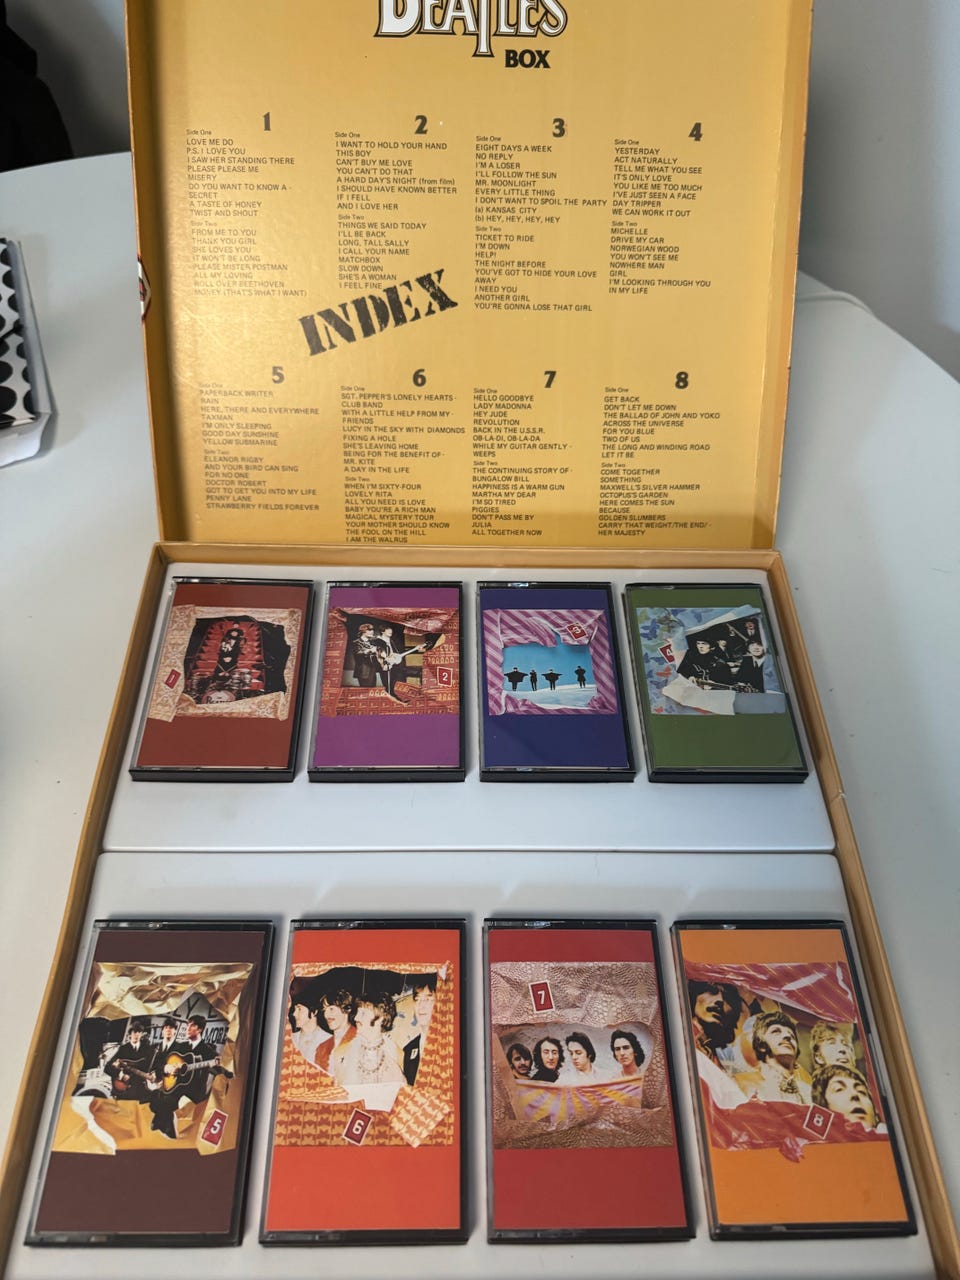 BEATLES
BOX
1
Side One
LOVE ME DO
P.S. I LOVE YOU
I SAW HER STANDING THERE
PLEASE PLEASE ME
MISERY
DO YOU WANT TO KNOW A -
SECRET
A TASTE OF HONEY
TWIST AND SHOUT
Side Two
FROM ME TO YOU
THANK YOU GIRL
SHE LOVES YOU
IT WON'T BE LONG
PLEASE MISTER POSTMAN
ALL MY LOVING
ROLL OVER BEETHOVEN
MONEY (THAT'S WHAT I WANT)
2
Side One
I WANT TO HOLD YOUR HAND
THIS BOY
CAN'T BUY ME LOVE
YOU CAN'T DO THAT
A HARD DAY'S NIGHT (from film)
I SHOULD HAVE KNOWN BETTER
IF I FELL
AND I LOVE HER
Side Two
THINGS WE SAID TODAY
I'LL BE BACK
LONG, TALL SALLY
I CALL YOUR NAME
MATCHBOX
SLOW DOWN
SHE'S A WOMAN
I FEEL FINE
3
Side One
EIGHT DAYS A WEEK
NO REPLY
I'M A LOSER
I'LL FOLLOW THE SUN
MR. MOONLIGHT
EVERY LITTLE THING
I DON'T WANT TO SPOIL THE PARTY
(a) KANSAS CITY
(b) HEY, HEY, HEY, HEY
Side Two
TICKET TO RIDE
I'M DOWN
HELP!
THE NIGHT BEFORE
YOU'VE GOT TO HIDE YOUR LOVE
AWAY
I NEED YOU
ANOTHER GIRL
YOU'RE GONNA LOSE THAT GIRL
4
Side One
YESTERDAY
ACT NATURALLY
TELL ME WHAT YOU SEE
IT'S ONLY LOVE
YOU LIKE ME TOO MUCH
I'VE JUST SEEN A FACE
DAY TRIPPER
WE CAN WORK IT OUT
Side Two
MICHELLE
DRIVE MY CAR
NORWEGIAN WOOD
YOU WON'T SEE ME
NOWHERE MAN
GIRL
I'M LOOKING THROUGH YOU
IN MY LIFE
INDEX
5
Side One
PAPERBACK WRITER
RAIN
HERE, THERE AND EVERYWHERE
TAXMAN
I'M ONLY SLEEPING
GOOD DAY SUNSHINE
YELLOW SUBMARINE
Side Two
ELEANOR RIGBY
AND YOUR BIRD CAN SING
FOR NO ONE
DOCTOR ROBERT
GOT TO GET YOU INTO MY LIFE
PENNY LANE
STRAWBERRY FIELDS FOREVER
6
Side One
SGT. PEPPER'S LONELY HEARTS -
CLUB BAND
WITH A LITTLE HELP FROM MY -
FRIENDS
LUCY IN THE SKY WITH DIAMONDS
FIXING A HOLE
SHE'S LEAVING HOME
BEING FOR THE BENEFIT OF -
MR. KITE
A DAY IN THE LIFE
Side Two
WHEN I'M SIXTY-FOUR
LOVELY RITA
ALL YOU NEED IS LOVE
BABY YOU'RE A RICH MAN
MAGICAL MYSTERY TOUR
YOUR MOTHER SHOULD KNOW
THE FOOL ON THE HILL
I AM THE WALRUS
7
Side One
HELLO GOODBYE
LADY MADONNA
HEY JUDE
REVOLUTION
BACK IN THE U.S.S.R.
OB-LA-DI, OB-LA-DA
WHILE MY GUITAR GENTLY -
WEEPS
Side Two
THE CONTINUING STORY OF -
BUNGALOW BILL
HAPPINESS IS A WARM GUN
MARTHA MY DEAR
I'M SO TIRED
PIGGIES
DON'T PASS ME BY
JULIA
ALL TOGETHER NOW
8
Side One
GET BACK
DON'T LET ME DOWN
THE BALLAD OF JOHN AND YOKO
ACROSS THE UNIVERSE
FOR YOU BLUE
TWO OF US
THE LONG AND WINDING ROAD
LET IT BE
Side Two
COME TOGETHER
SOMETHING
MAXWELL'S SILVER HAMMER
OCTOPUS'S GARDEN
HERE COMES THE SUN
BECAUSE
GOLDEN SLUMBERS
CARRY THAT WEIGHT/THE END/ -
HER MAJESTY
1
2
3
4
5
6
7
8